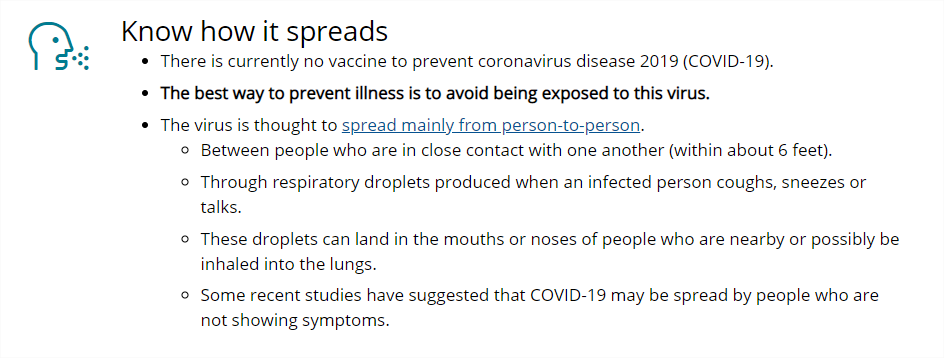 Know how it spreads
There is currently no vaccine to prevent coronavirus disease 2019 (COVID-19).
The best way to prevent illness is to avoid being exposed to this virus.
The virus is thought to spread mainly from person-to-person.
Between people who are in close contact with one another (within about 6 feet).
Through respiratory droplets produced when an infected person coughs, sneezes or
talks.
These droplets can land in the mouths or noses of people who are nearby or possibly be
inhaled into the lungs.
Some recent studies have suggested that COVID-19 may be spread by people who are
not showing symptoms.